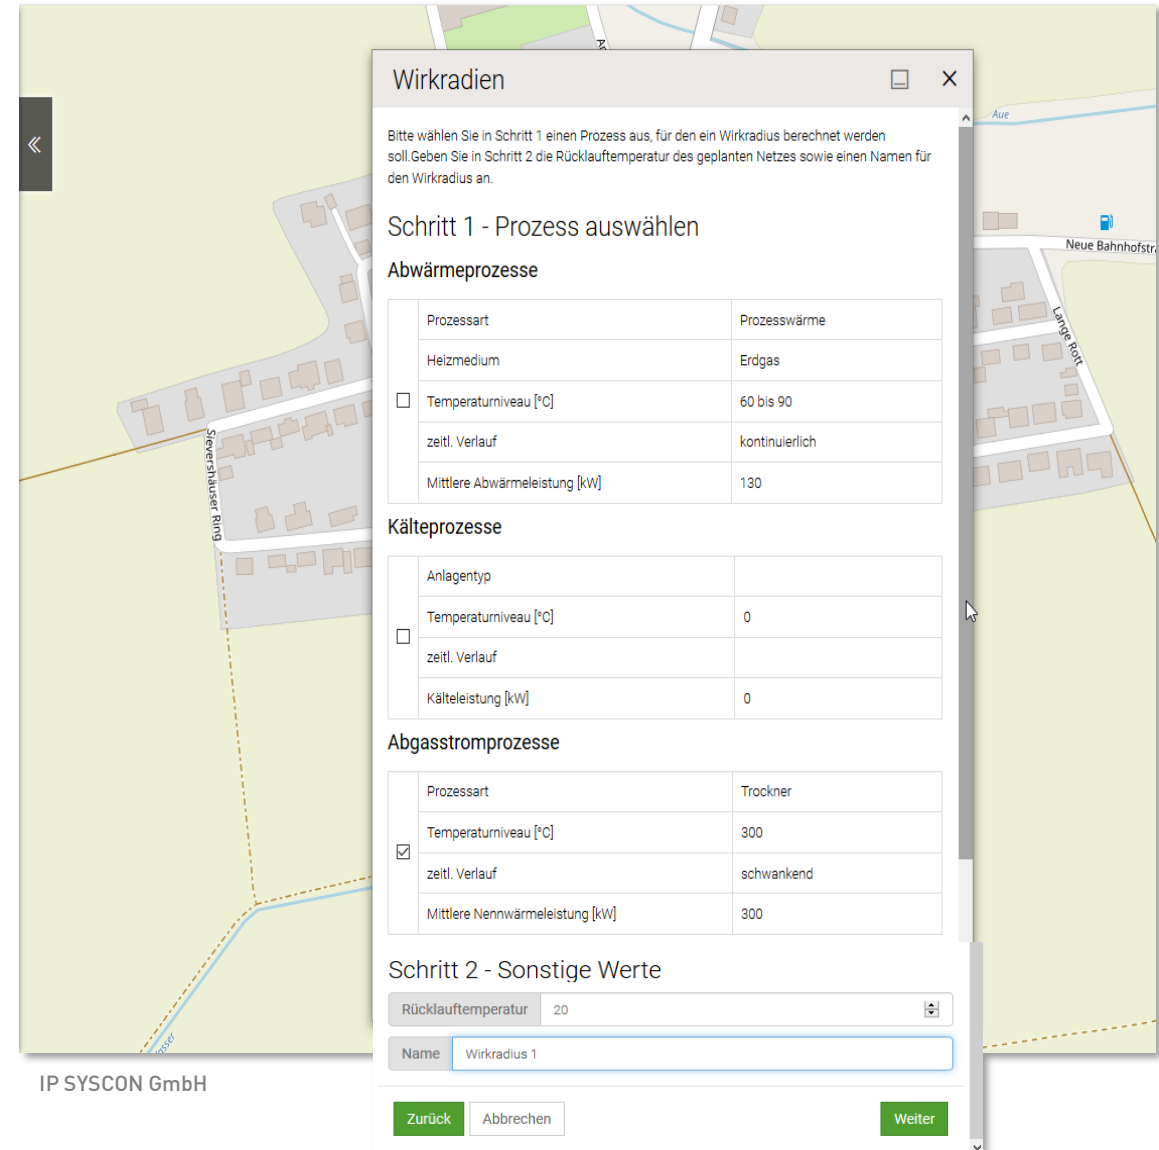 Wirkradien
Aue
Bitte wählen Sie in Schritt 1 einen Prozess aus, für den ein Wirkradius berechnet werden
soll.Geben Sie in Schritt 2 die Rücklauftemperatur des geplanten Netzes sowie einen Namen für
den Wirkradius an.
Schritt 1 - Prozess auswählen
Neue Bahnhofstr
Abwärmeprozesse
Prozessart Prozesswärme
Heizmedium Erdgas
Temperaturniveau [°C] 60 bis 90
zeitl. Verlauf kontinuierlich
Mittlere Abwärmeleistung [kW] 130
Lange Rott
Sievershäuser Ring
Kälteprozesse
Anlagentyp
Temperaturniveau [°C] 0
zeitl. Verlauf
Kälteleistung [kW] 0
Abgasstromprozesse
Prozessart Trockner
Temperaturniveau [°C] 300
zeitl. Verlauf schwankend
Mittlere Nennwärmeleistung [kW] 300
Schritt 2 - Sonstige Werte
Rücklauftemperatur 20
Name Wirkradius 1
IP SYSCON GmbH
Zurück Abbrechen Weiter